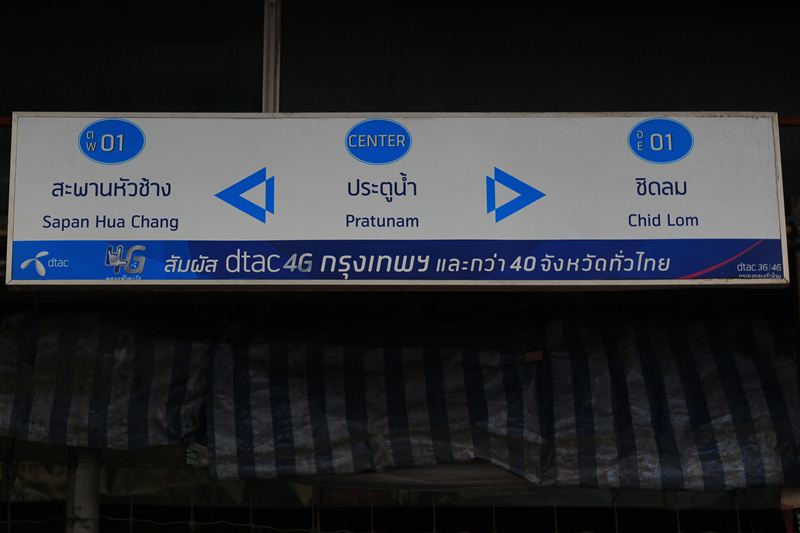 ต
ฟ 01
CENTER
อ
E 01
สะพานหัวช้าง
ประตูน้ำ
ชิดลม
Sapan Hua Chang
Pratunam
Chid Lom
dtac
4G
สัมผัส dtac 4G กรุงเทพฯ และกว่า 40 จังหวัดทั่วไทย
dtac 3G|4G